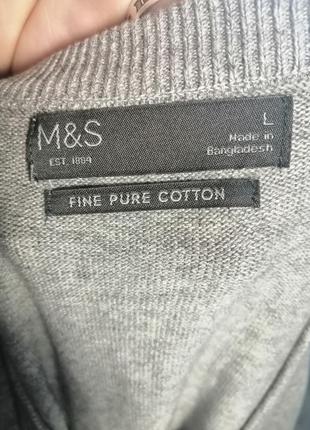 M&S
EST. 1884
L
Made in
Bangladesh
FINE PURE COTTON